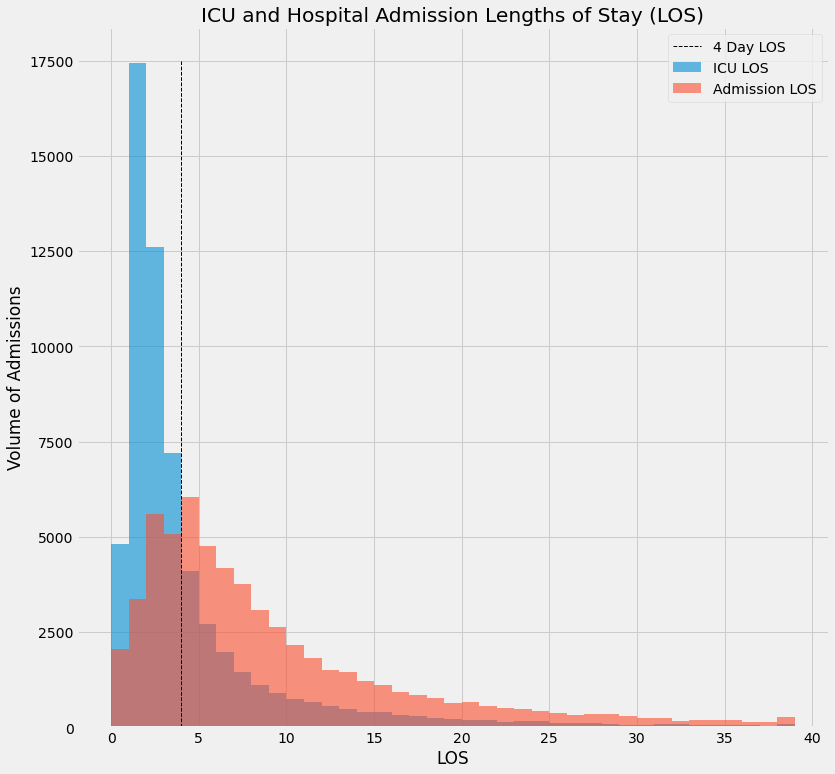 ICU and Hospital Admission Lengths of Stay (LOS)
4 Day LOS
ICU LOS
Admission LOS
Volume of Admissions
17500
15000
12500
10000
7500
5000
2500
0
0 5 10 15 20 25 30 35 40
LOS